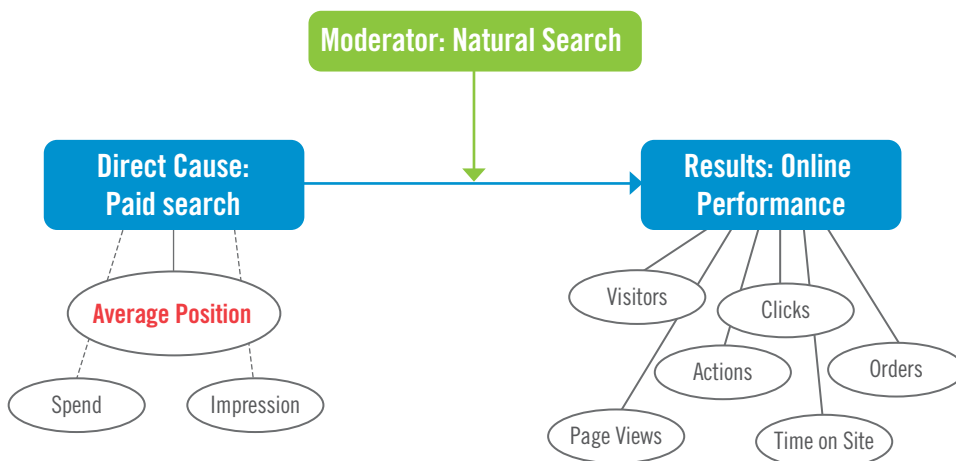 Moderator: Natural Search
Direct Cause:
Paid search
Results: Online
Performance
Average Position
Spend
Impression
Visitors
Clicks
Actions
Orders
Page Views
Time on Site